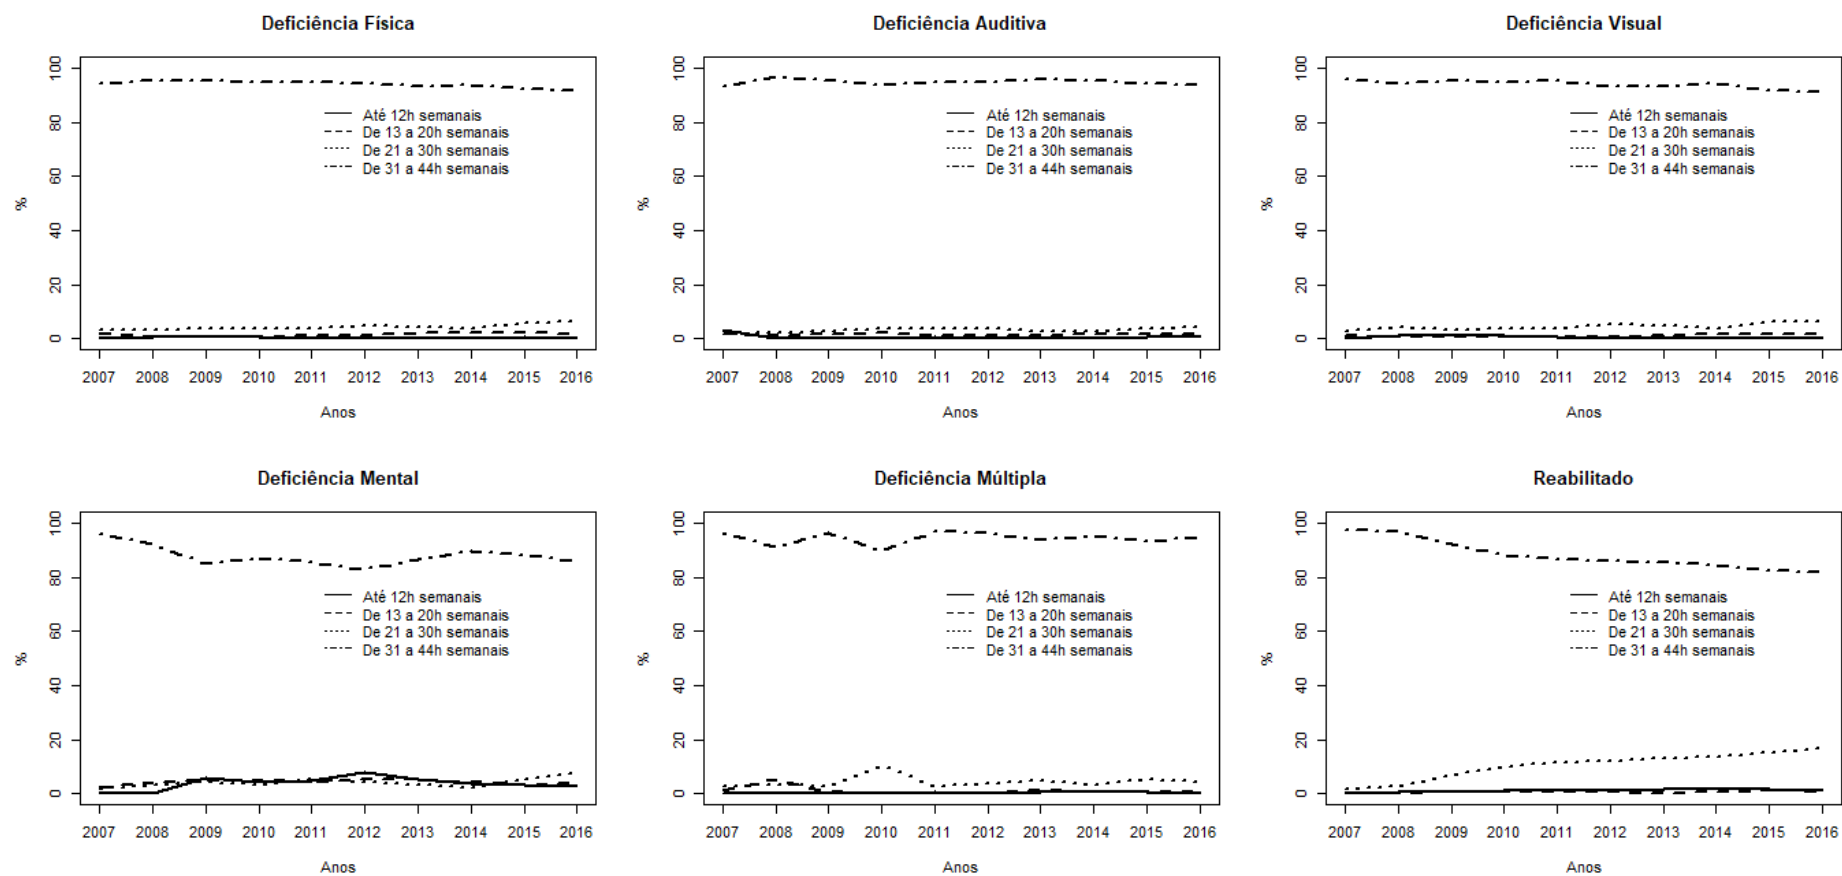 Deficiência Física
%
100
80
60
40
20
0
Até 12h semanais
De 13 a 20h semanais
De 21 a 30h semanais
De 31 a 44h semanais
2007 2008 2009 2010 2011 2012 2013 2014 2015 2016
Anos
Deficiência Auditiva
%
100
80
60
40
20
0
Até 12h semanais
De 13 a 20h semanais
De 21 a 30h semanais
De 31 a 44h semanais
2007 2008 2009 2010 2011 2012 2013 2014 2015 2016
Anos
Deficiência Visual
%
100
80
60
40
20
0
Até 12h semanais
De 13 a 20h semanais
De 21 a 30h semanais
De 31 a 44h semanais
2007 2008 2009 2010 2011 2012 2013 2014 2015 2016
Anos
Deficiência Mental
%
100
80
60
40
20
0
Até 12h semanais
De 13 a 20h semanais
De 21 a 30h semanais
De 31 a 44h semanais
2007 2008 2009 2010 2011 2012 2013 2014 2015 2016
Anos
Deficiência Múltipla
%
100
80
60
40
20
0
Até 12h semanais
De 13 a 20h semanais
De 21 a 30h semanais
De 31 a 44h semanais
2007 2008 2009 2010 2011 2012 2013 2014 2015 2016
Anos
Reabilitado
%
100
80
60
40
20
0
Até 12h semanais
De 13 a 20h semanais
De 21 a 30h semanais
De 31 a 44h semanais
2007 2008 2009 2010 2011 2012 2013 2014 2015 2016
Anos